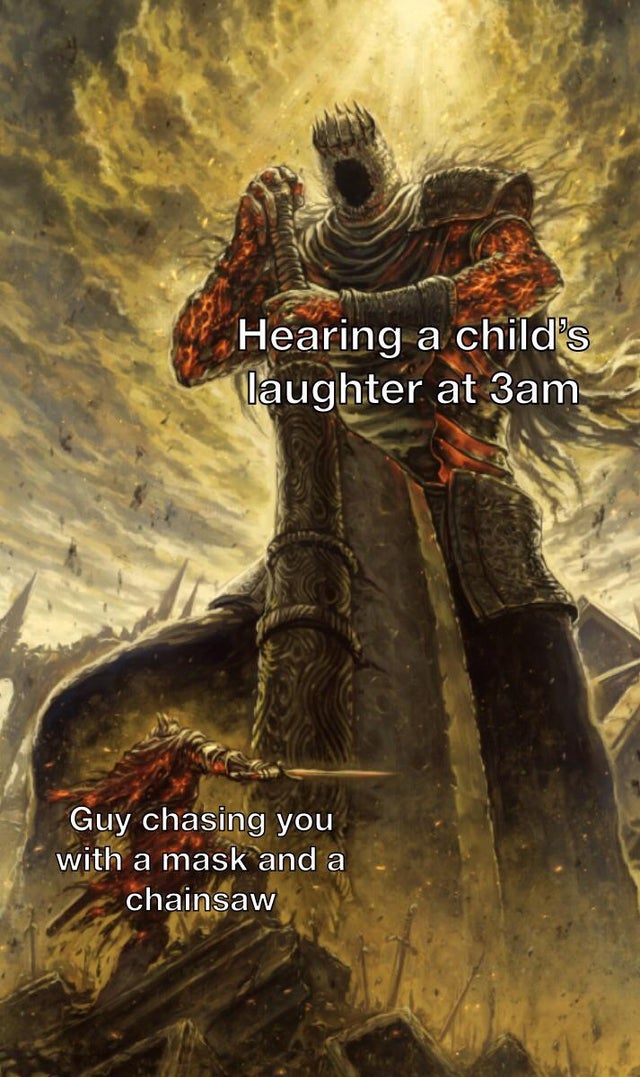 Hearing a child's
laughter at 3am
Guy chasing you
with a mask and a
chainsaw